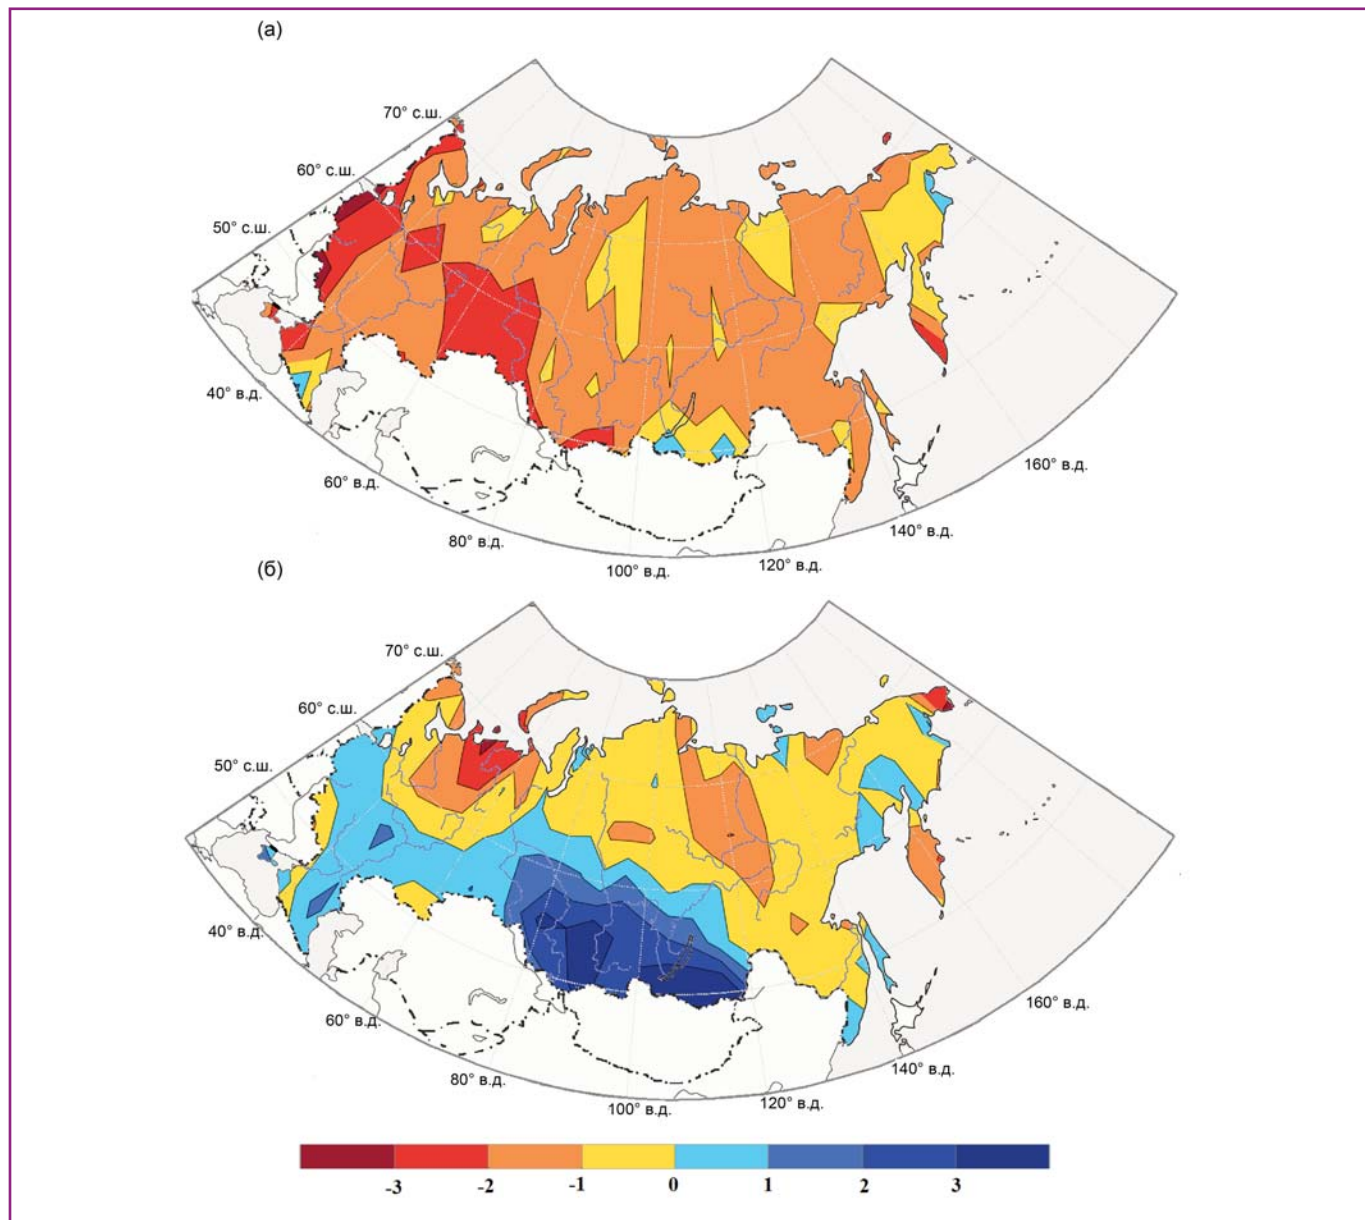 (а)
70° с.ш.
60° с.ш.
50° с.ш.
40° в.д.
60° в.д.
80° в.д.
100° в.д.
120° в.д.
140° в.д.
160° в.д.
(б)
70° с.ш.
60° с.ш.
50° с.ш.
40° в.д.
60° в.д.
80° в.д.
100° в.д.
120° в.д.
140° в.д.
160° в.д.
-3 -2 -1 0 1 2 3